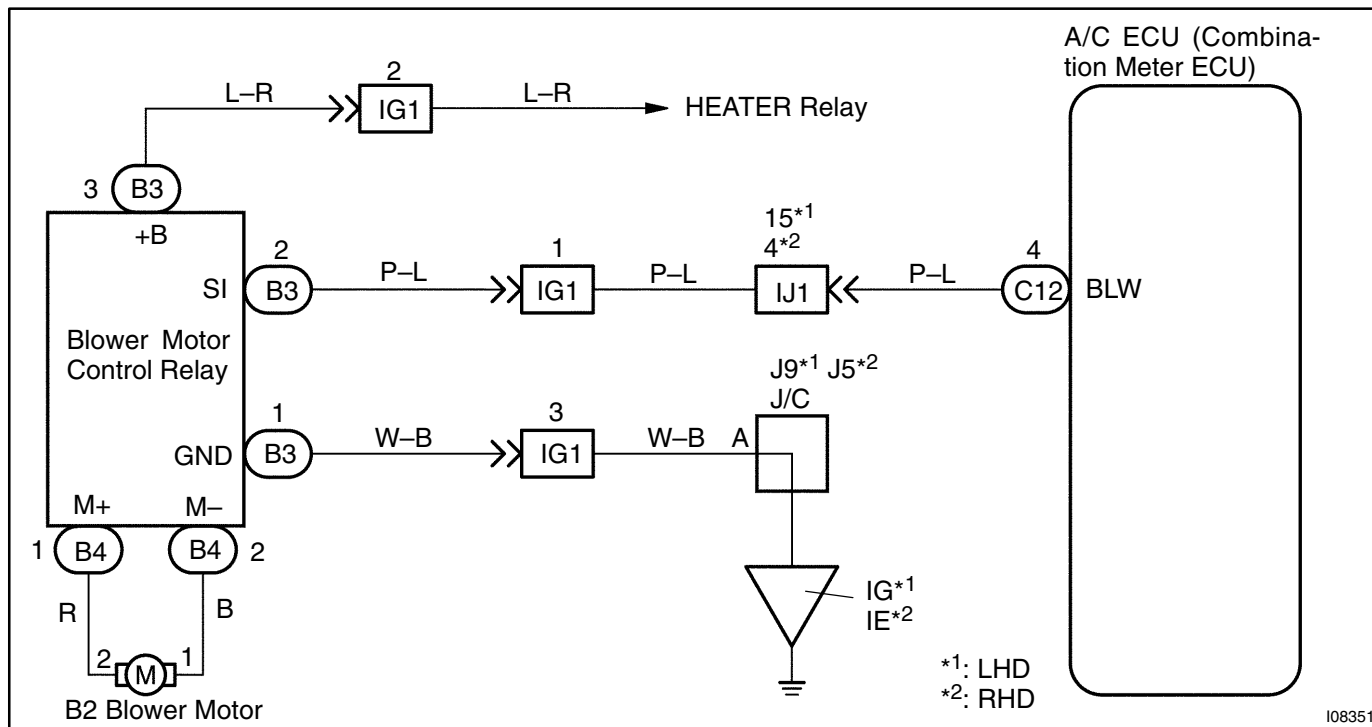 A/C ECU (Combina-
tion Meter ECU)
2
L–R
IG1
L–R
HEATER Relay
3
B3
+B
15*1
4*2
2
1
4
SI
B3
P–L
IG1
P–L
IJ1
P–L
C12
BLW
Blower Motor
Control Relay
J9*1 J5*2
J/C
1
3
GND
B3
W–B
IG1
W–B
A
M+
M–
1
B4
B4
2
R
B
IG*1
IE*2
2
M
1
*1: LHD
*2: RHD
B2 Blower Motor
I08351